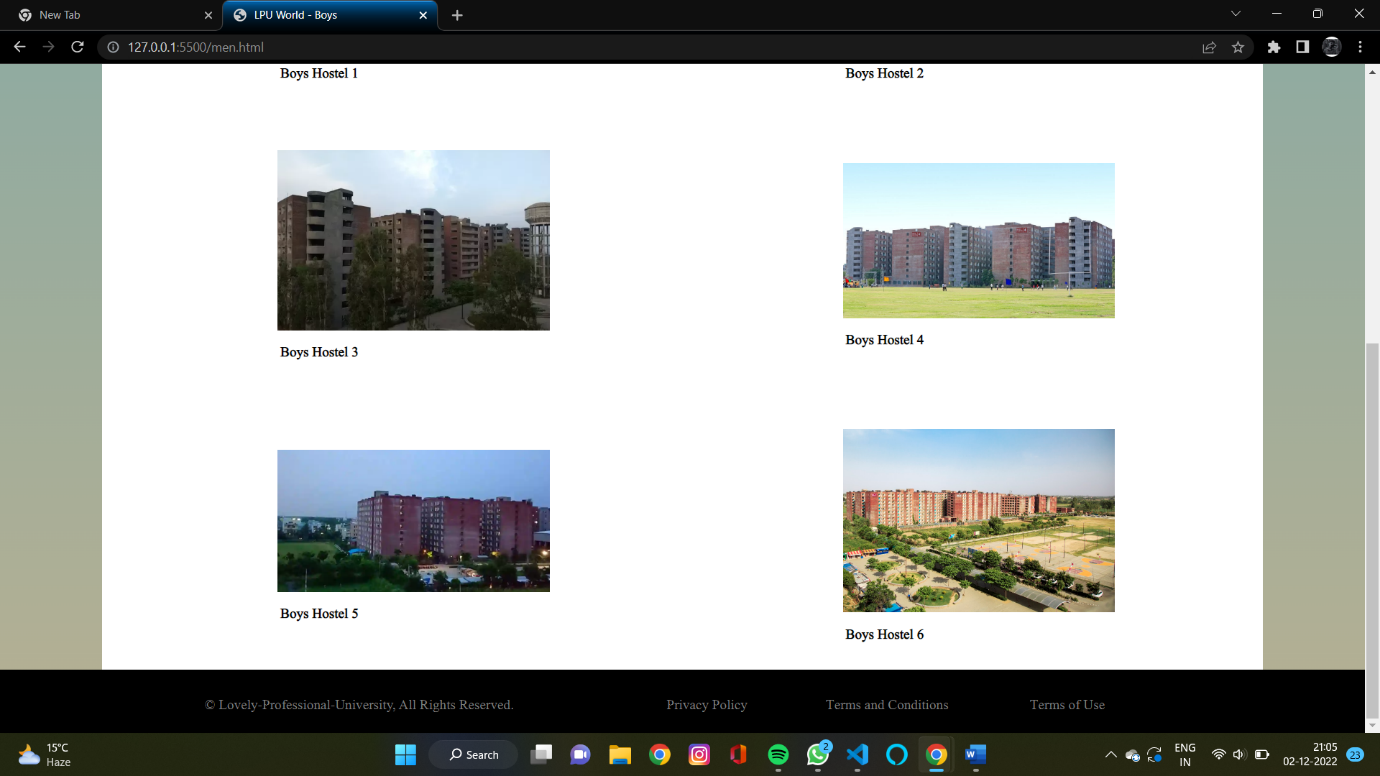 New Tab
LPU World - Boys
127.0.0.1:5500/men.html
Boys Hostel 1
Boys Hostel 2
Boys Hostel 3
Boys Hostel 4
Boys Hostel 5
Boys Hostel 6
© Lovely-Professional-University, All Rights Reserved.
Privacy Policy
Terms and Conditions
Terms of Use
15°C
Haze
Search
2
ENG
IN
21:05
02-12-2022
23